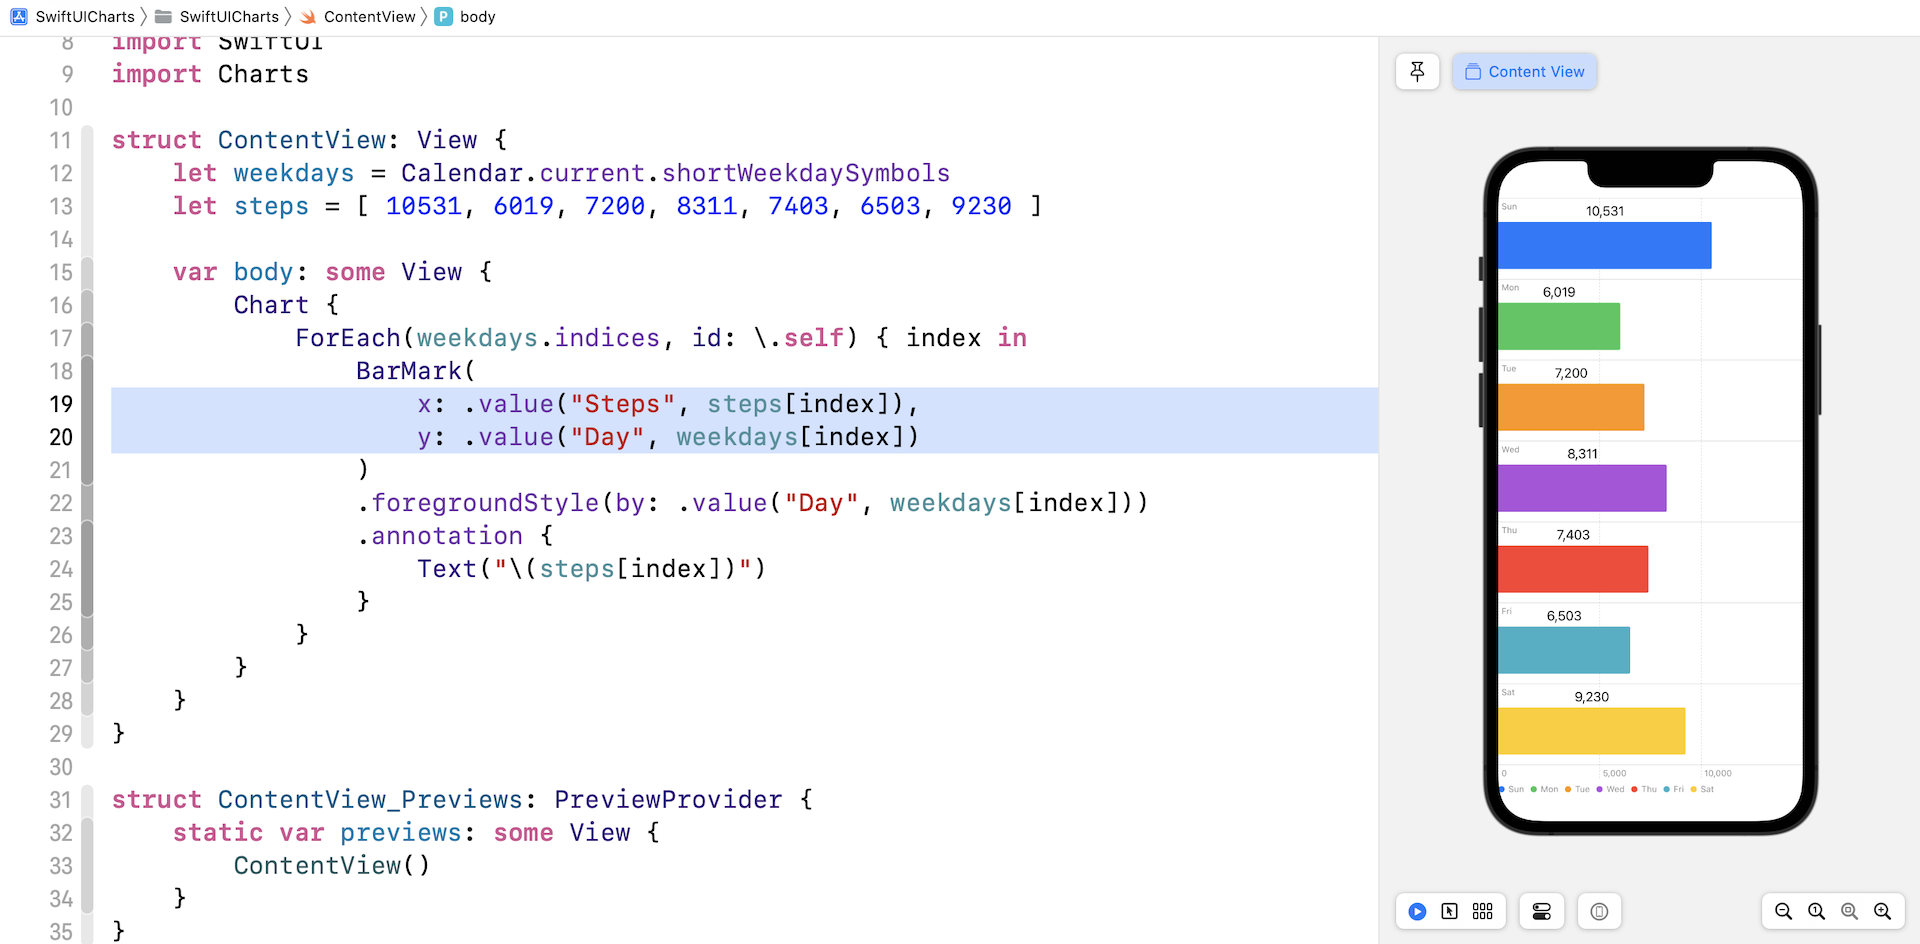 SwiftUICharts SwiftUICharts ContentView P body
8 import SwiftUI
9 import Charts
10
11 struct ContentView: View {
12 let weekdays = Calendar.current.shortWeekdaySymbols
13 let steps = [ 10531, 6019, 7200, 8311, 7403, 6503, 9230 ]
14
15 var body: some View {
16 Chart {
17 ForEach(weekdays.indices, id: \.self) { index in
18 BarMark(
19 x: .value("Steps", steps[index]),
20 y: .value("Day", weekdays[index])
21 )
22 .foregroundStyle(by: .value("Day", weekdays[index]))
23 .annotation {
24 Text("\(steps[index])")
25 }
26 }
27 }
28 }
29 }
30
31 struct ContentView_Previews: PreviewProvider {
32 static var previews: some View {
33 ContentView()
34 }
35 }
Content View
Sun
10,531
Mon
6,019
Tue
7,200
Wed
8,311
Thu
7,403
Fri
6,503
Sat
9,230
0 5,000 10,000
Sun Mon Tue Wed Thu Fri Sat